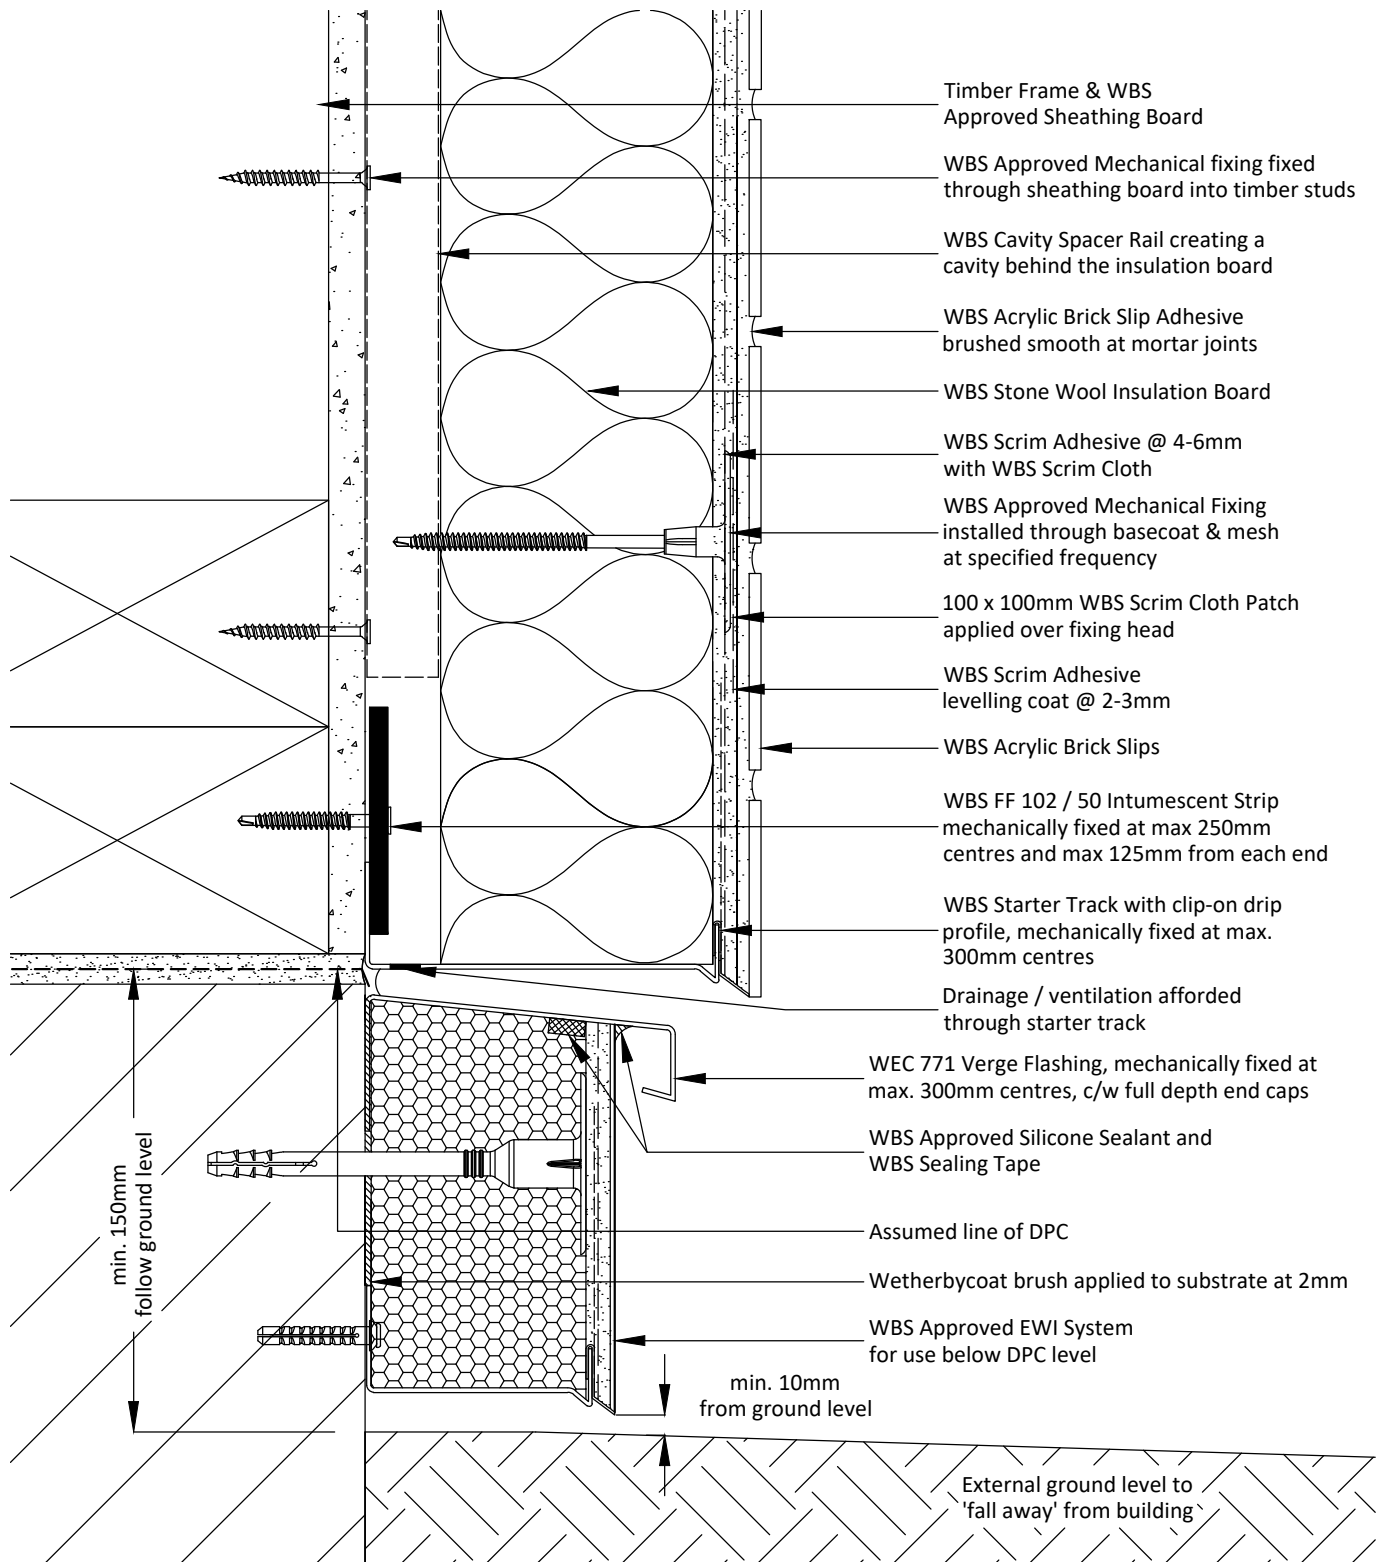 Timber Frame & WBS
Approved Sheathing Board
WBS Approved Mechanical fixing fixed
through sheathing board into timber studs
WBS Cavity Spacer Rail creating a
cavity behind the insulation board
WBS Acrylic Brick Slip Adhesive
brushed smooth at mortar joints
WBS Stone Wool Insulation Board
WBS Scrim Adhesive @ 4-6mm
with WBS Scrim Cloth
WBS Approved Mechanical Fixing
installed through basecoat & mesh
at specified frequency
100 x 100mm WBS Scrim Cloth Patch
applied over fixing head
WBS Scrim Adhesive
levelling coat @ 2-3mm
WBS Acrylic Brick Slips
WBS FF 102 / 50 Intumescent Strip
mechanically fixed at max 250mm
centres and max 125mm from each end
WBS Starter Track with clip-on drip
profile, mechanically fixed at max.
300mm centres
Drainage / ventilation afforded
through starter track
WEC 771 Verge Flashing, mechanically fixed at
max. 300mm centres, c/w full depth end caps
WBS Approved Silicone Sealant and
WBS Sealing Tape
Assumed line of DPC
Wetherbycoat brush applied to substrate at 2mm
WBS Approved EWI System
for use below DPC level
min. 150mm
follow ground level
min. 10mm
from ground level
External ground level to
'fall away' from building